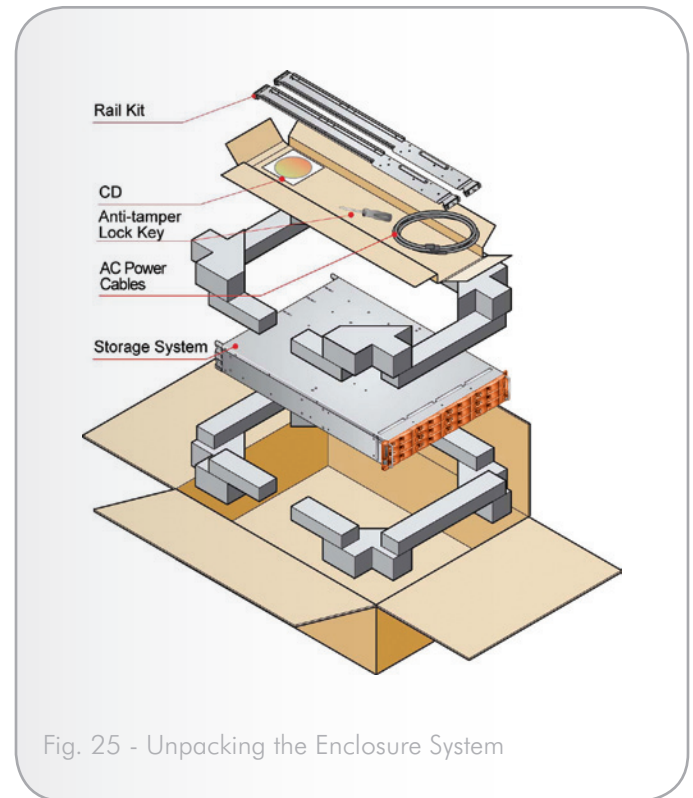 Rail Kit
CD
Anti-tamper
Lock Key
AC Power
Cables
Storage System
Fig. 25 - Unpacking the Enclosure System